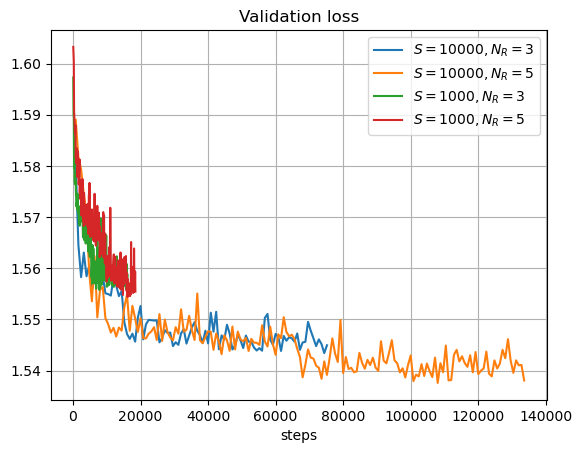 Validation loss
1.60
1.59
1.58
1.57
1.56
1.55
1.54
S = 10000, N_R = 3
S = 10000, N_R = 5
S = 1000, N_R = 3
S = 1000, N_R = 5
0 20000 40000 60000 80000 100000 120000 140000
steps